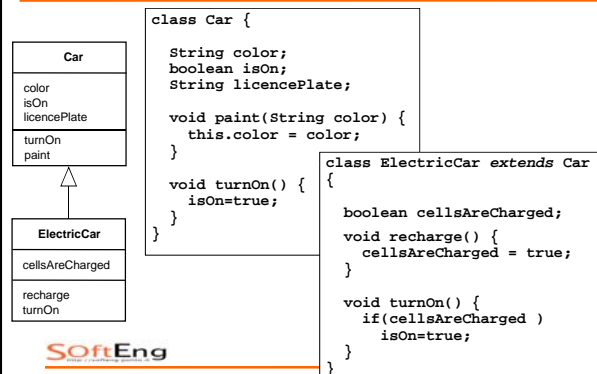 Car
color
isOn
licencePlate
turnOn
paint
ElectricCar
cellsAreCharged
recharge
turnOn
class Car {
String color;
boolean isOn;
String licencePlate;
void paint(String color) {
this.color = color;
}
void turnOn() {
isOn=true;
}
}
class ElectricCar extends Car
{
boolean cellsAreCharged;
void recharge() {
cellsAreCharged = true;
}
void turnOn() {
if(cellsAreCharged )
isOn=true;
}
}
SOftEng